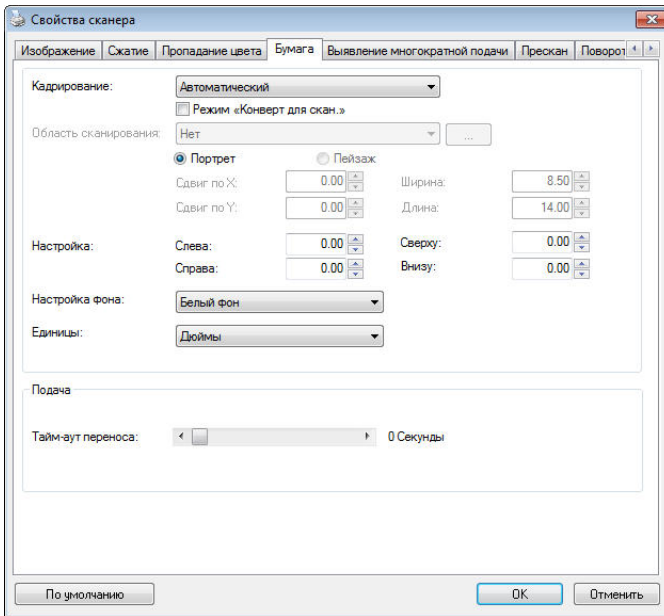 Свойства сканера
Изображение Сжатие Пропадание цвета Бумага Выявление многократной подачи Прескан Поворот
Кадрирование: Автоматический
Режим «Конверт для скан.»
Область сканирования: Нет ...
Портрет Пейзаж
Сдвиг по X: 0.00 Ширина: 8.50
Сдвиг по Y: 0.00 Длина: 14.00
Настройка: Слева: 0.00 Сверху: 0.00
Справа: 0.00 Внизу: 0.00
Настройка фона: Белый фон
Единицы: Дюймы
Подача
Тайм-аут переноса: 0 Секунды
По умолчанию OK Отменить